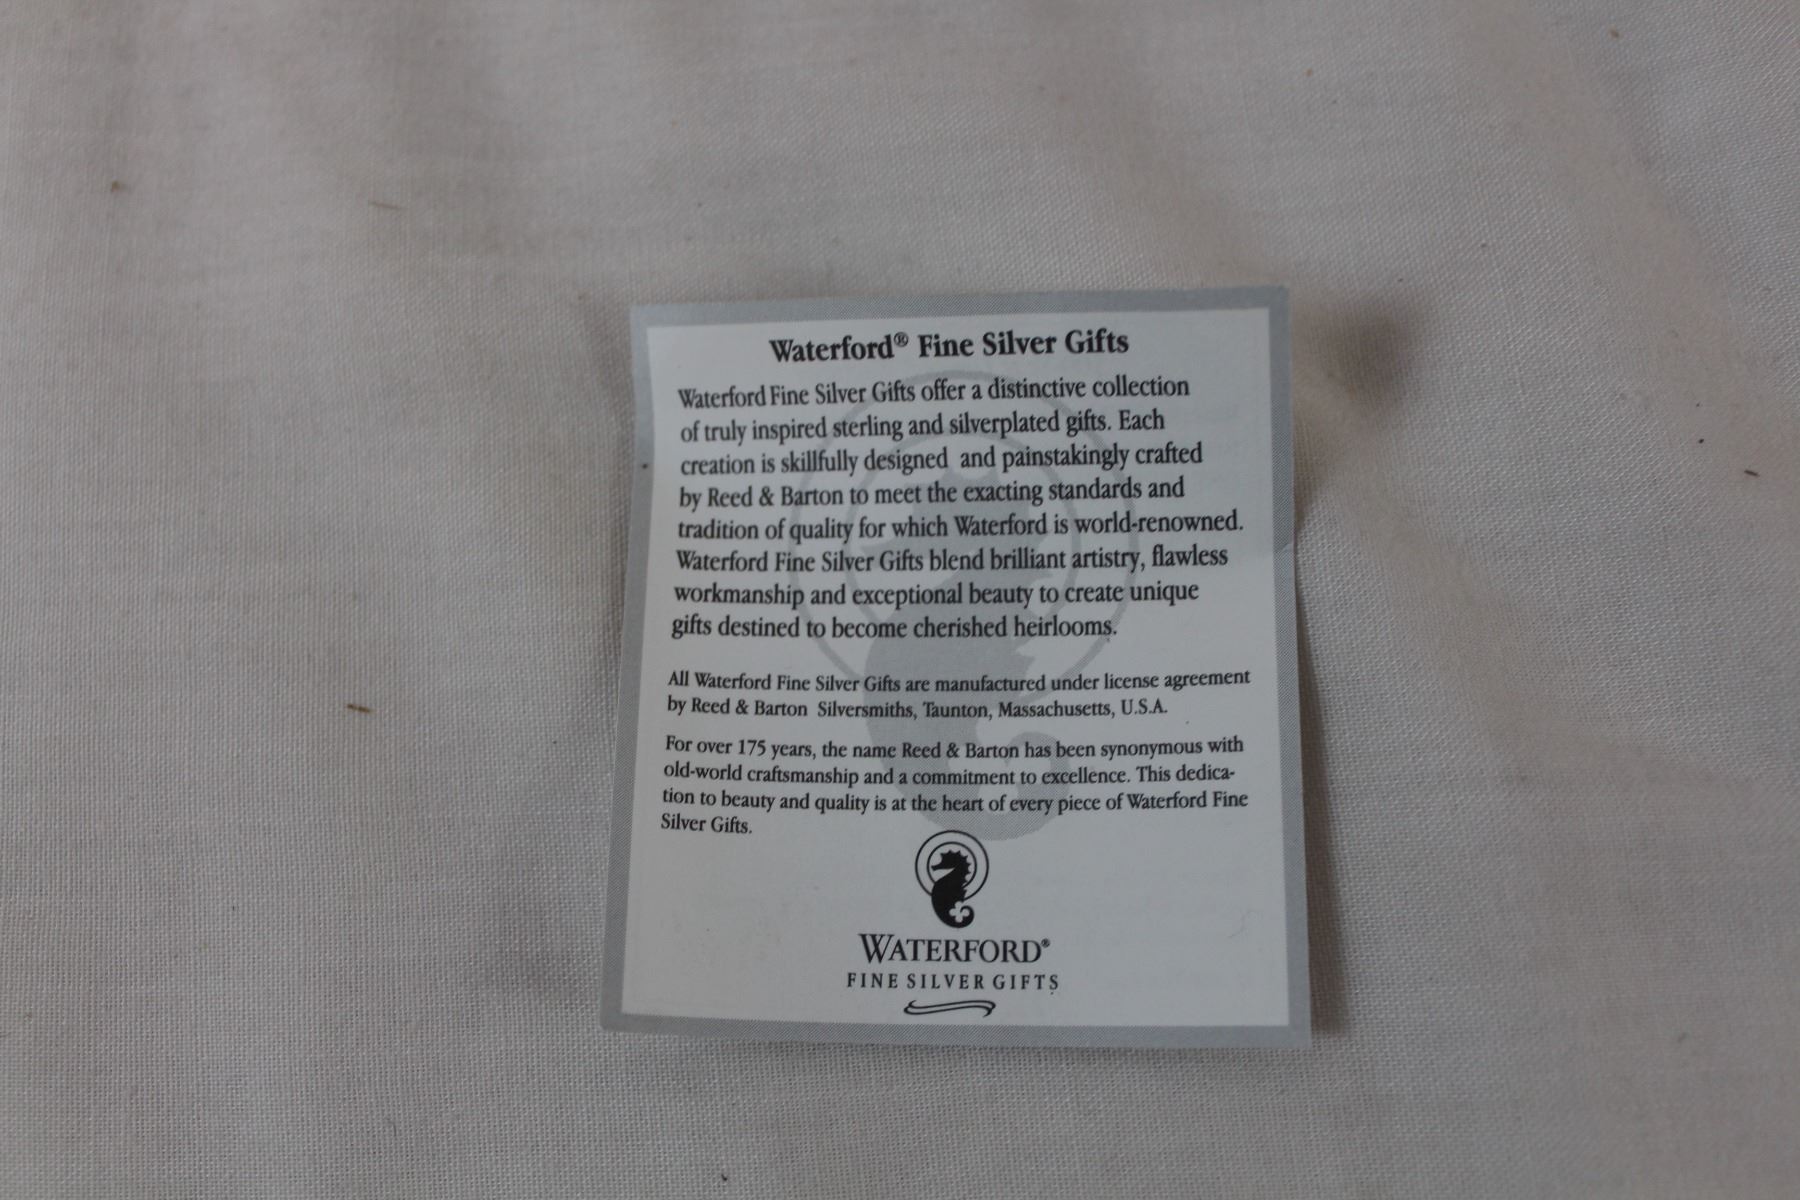 Waterford® Fine Silver Gifts
Waterford Fine Silver Gifts offer a distinctive collection
of truly inspired sterling and silverplated gifts. Each
creation is skillfully designed and painstakingly crafted
by Reed & Barton to meet the exacting standards and
tradition of quality for which Waterford is world-renowned.
Waterford Fine Silver Gifts blend brilliant artistry, flawless
workmanship and exceptional beauty to create unique
gifts destined to become cherished heirlooms.
All Waterford Fine Silver Gifts are manufactured under license agreement
by Reed & Barton Silversmiths, Taunton, Massachusetts, U.S.A.
For over 175 years, the name Reed & Barton has been synonymous with
old-world craftsmanship and a commitment to excellence. This dedica-
tion to beauty and quality is at the heart of every piece of Waterford Fine
Silver Gifts.
WATERFORD®
FINE SILVER GIFTS